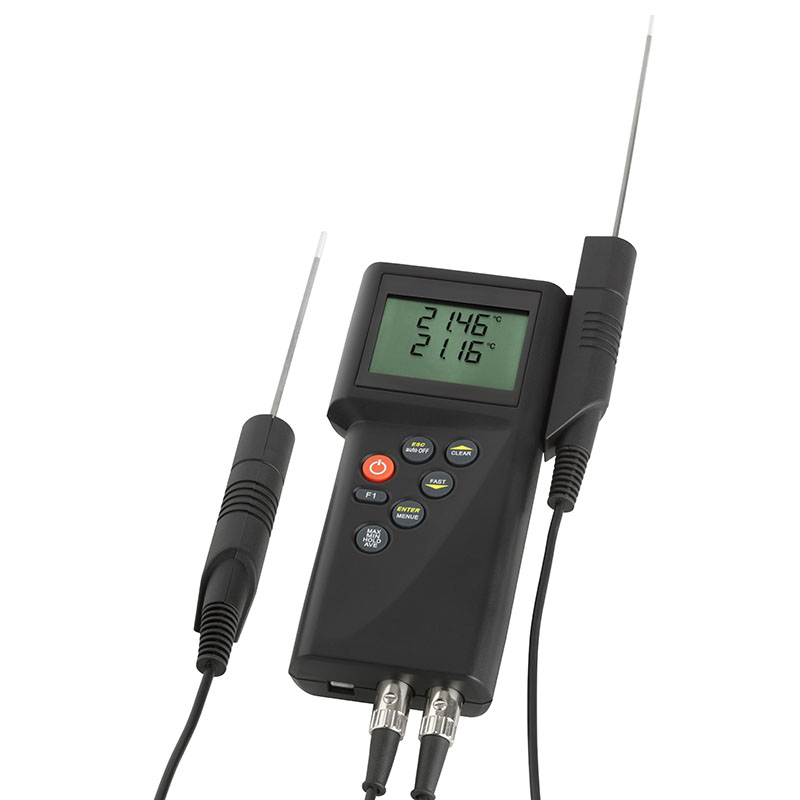 21.46 °C
21.16 °C
ESC
auto OFF
CLEAR
FAST
F1
ENTER
MENUE
MAX
MIN
HOLD
AVE